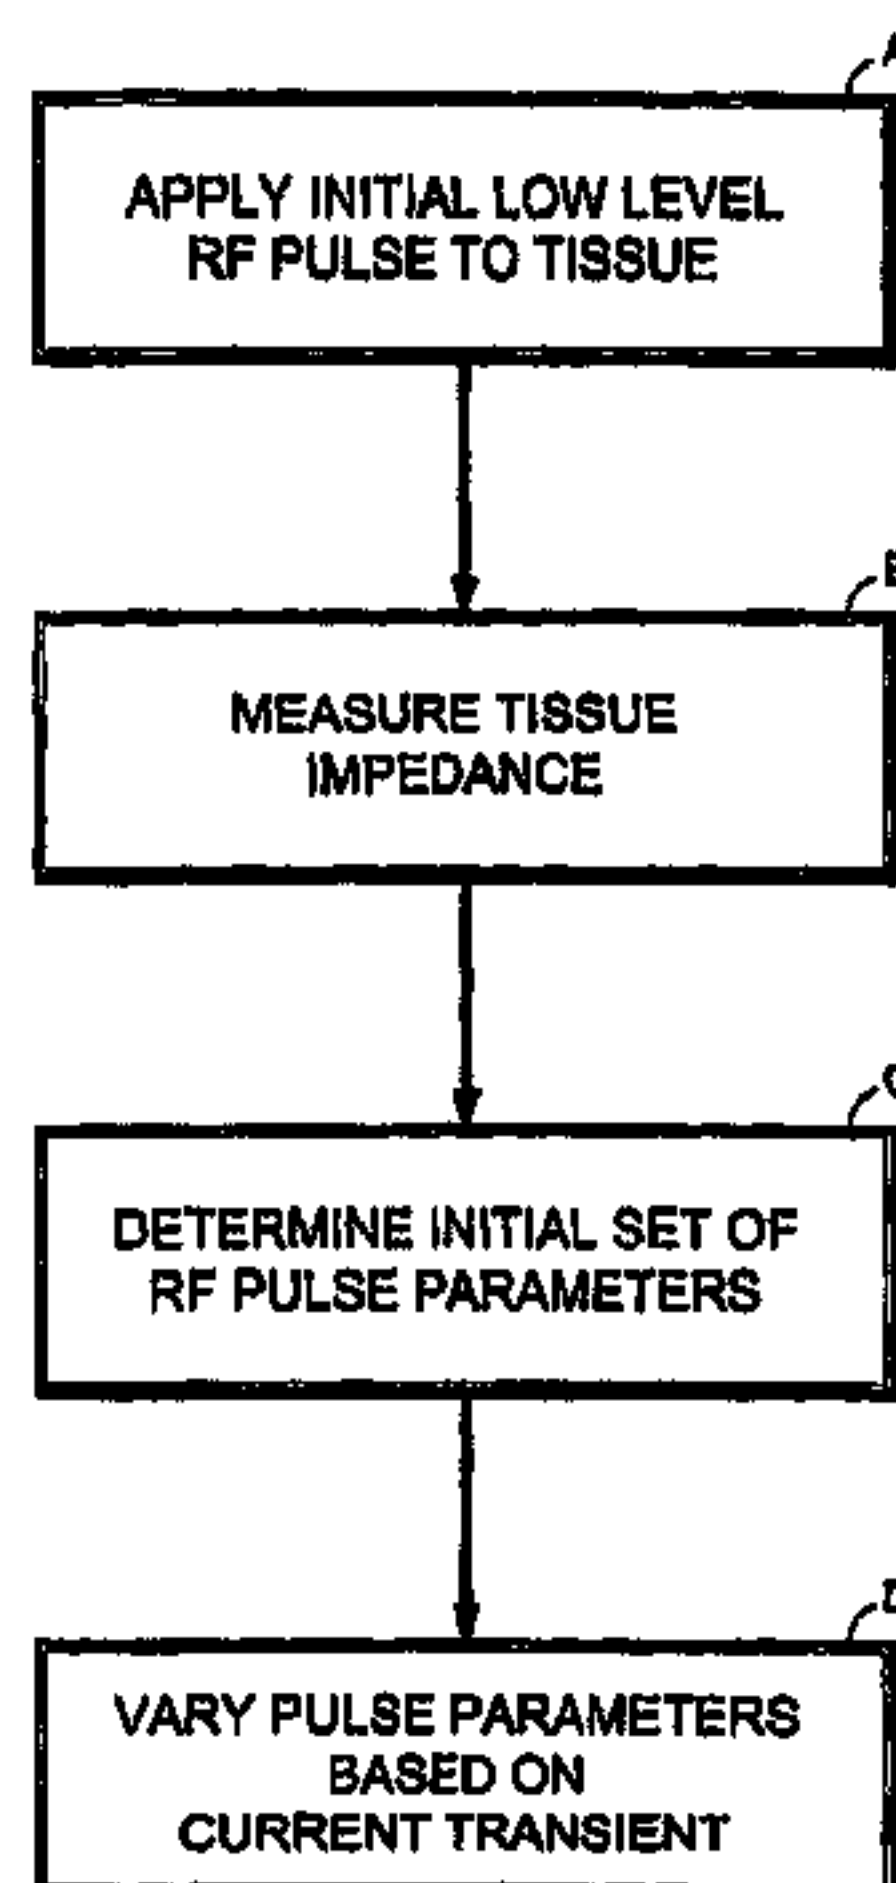 A
APPLY INITIAL LOW LEVEL
RF PULSE TO TISSUE
MEASURE TISSUE
IMPEDANCE
DETERMINE INITIAL SET OF
RF PULSE PARAMETERS
VARY PULSE PARAMETERS
BASED ON
CURRENT TRANSIENT